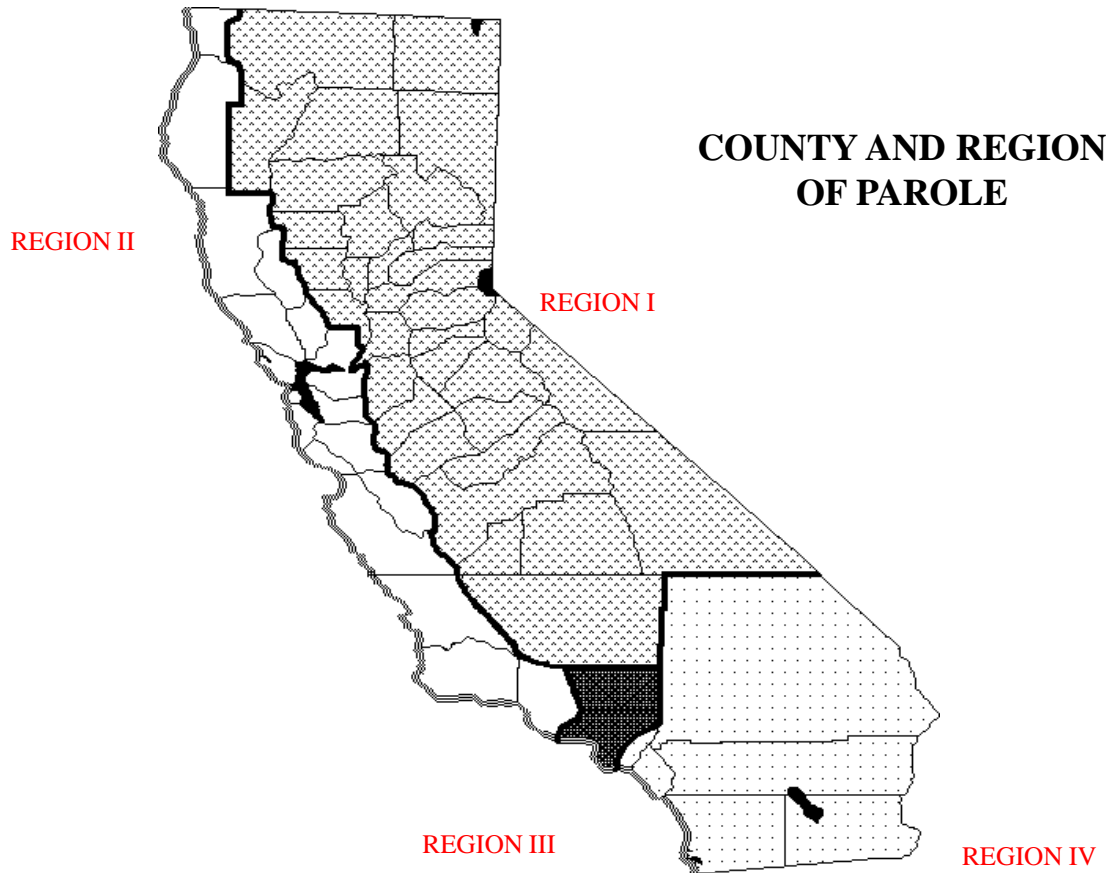 COUNTY AND REGION
OF PAROLE
REGION II
REGION I
REGION III
REGION IV